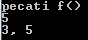 pecati f()
5
3, 5